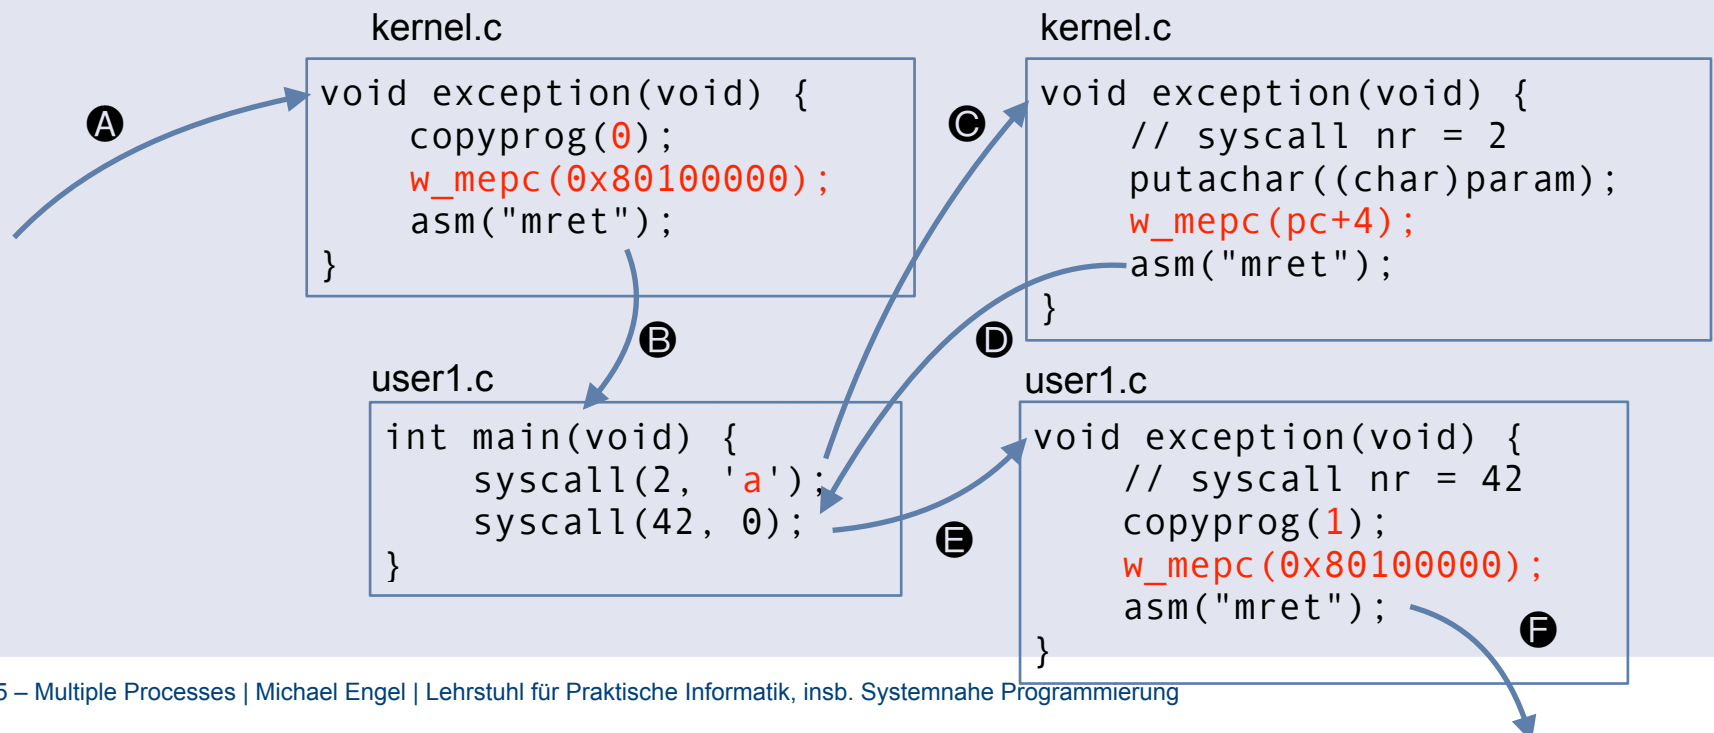 kernel.c
void exception(void) {
copyprog(0);
w_mepc(0x80100000);
asm("mret");
}
A
B
user1.c
int main(void) {
syscall(2, 'a');
syscall(42, 0);
}
kernel.c
void exception(void) {
// syscall nr = 2
putachar((char)param);
w_mepc(pc+4);
asm("mret");
}
C
D
user1.c
void exception(void) {
// syscall nr = 42
copyprog(1);
w_mepc(0x80100000);
asm("mret");
}
E
F
5 – Multiple Processes | Michael Engel | Lehrstuhl für Praktische Informatik, insb. Systemnahe Programmierung